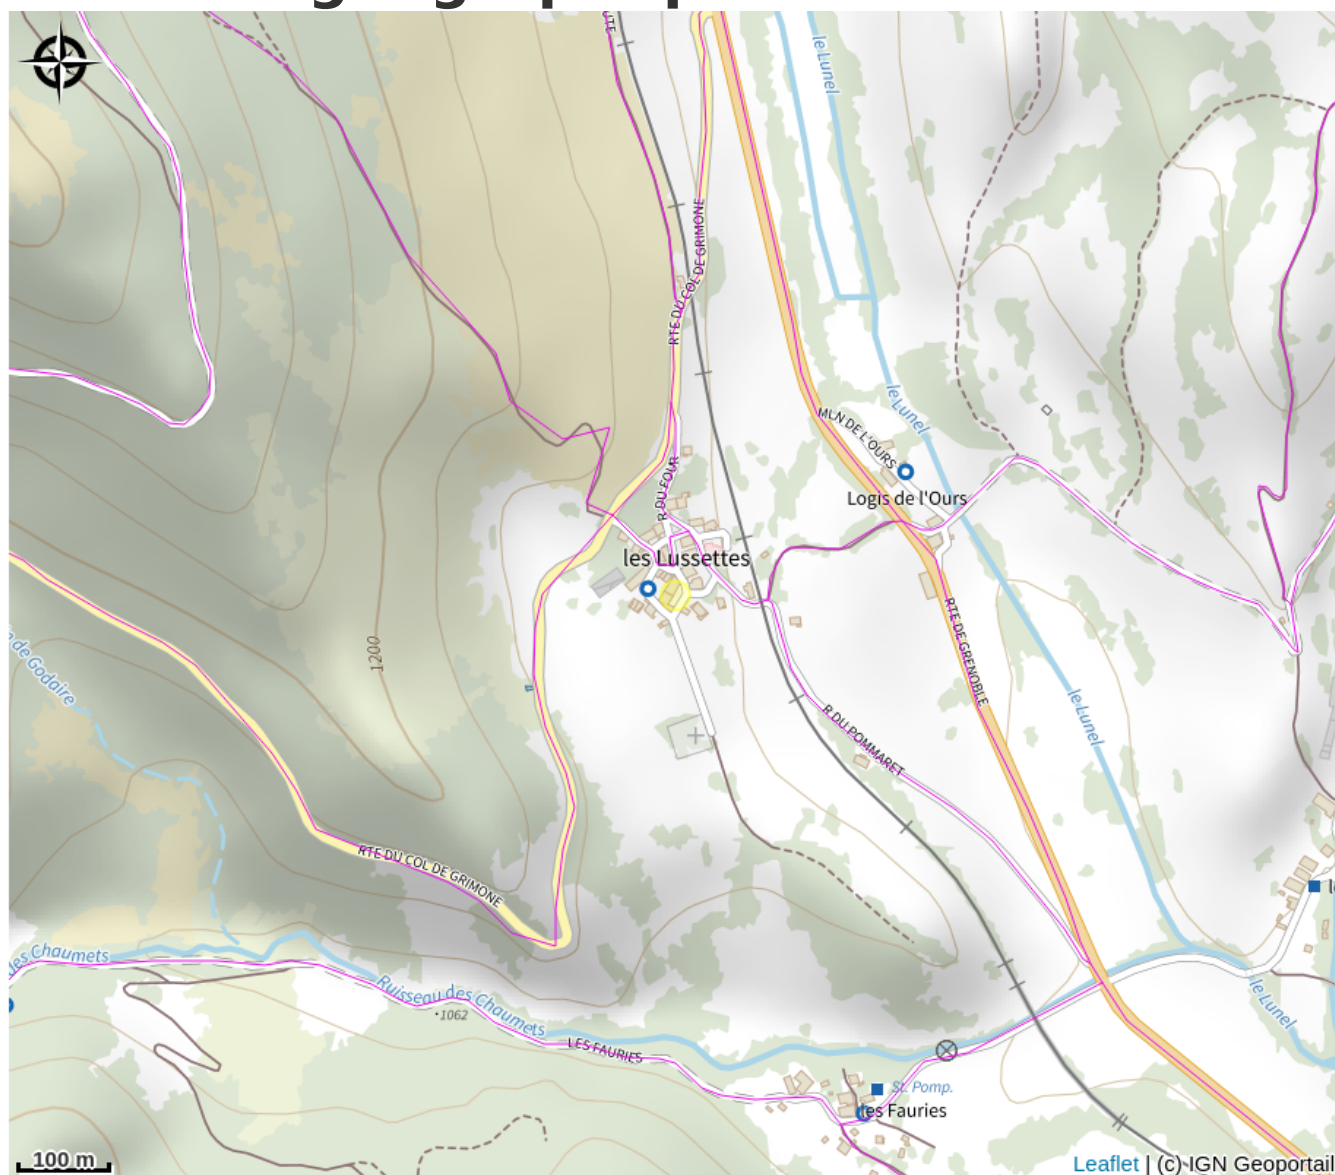 UTE
le Lunel
RTE DU COL DE GRIMONE
MLN DE L'OURS
le Lunel
Logis de l'Ours
R DU FOUR
les Lussettes
RTE DE GRENOBLE
1200
de Godaire
le Lunel
R DU POMMARET
RTE DU COL DE GRIMONE
des Chaumets
Ruisseau des Chaumets
1062
le Lunel
LES FAURIES
St. Pomp.
les Fauries
100 m
Leaflet | (c) IGN Geoportail